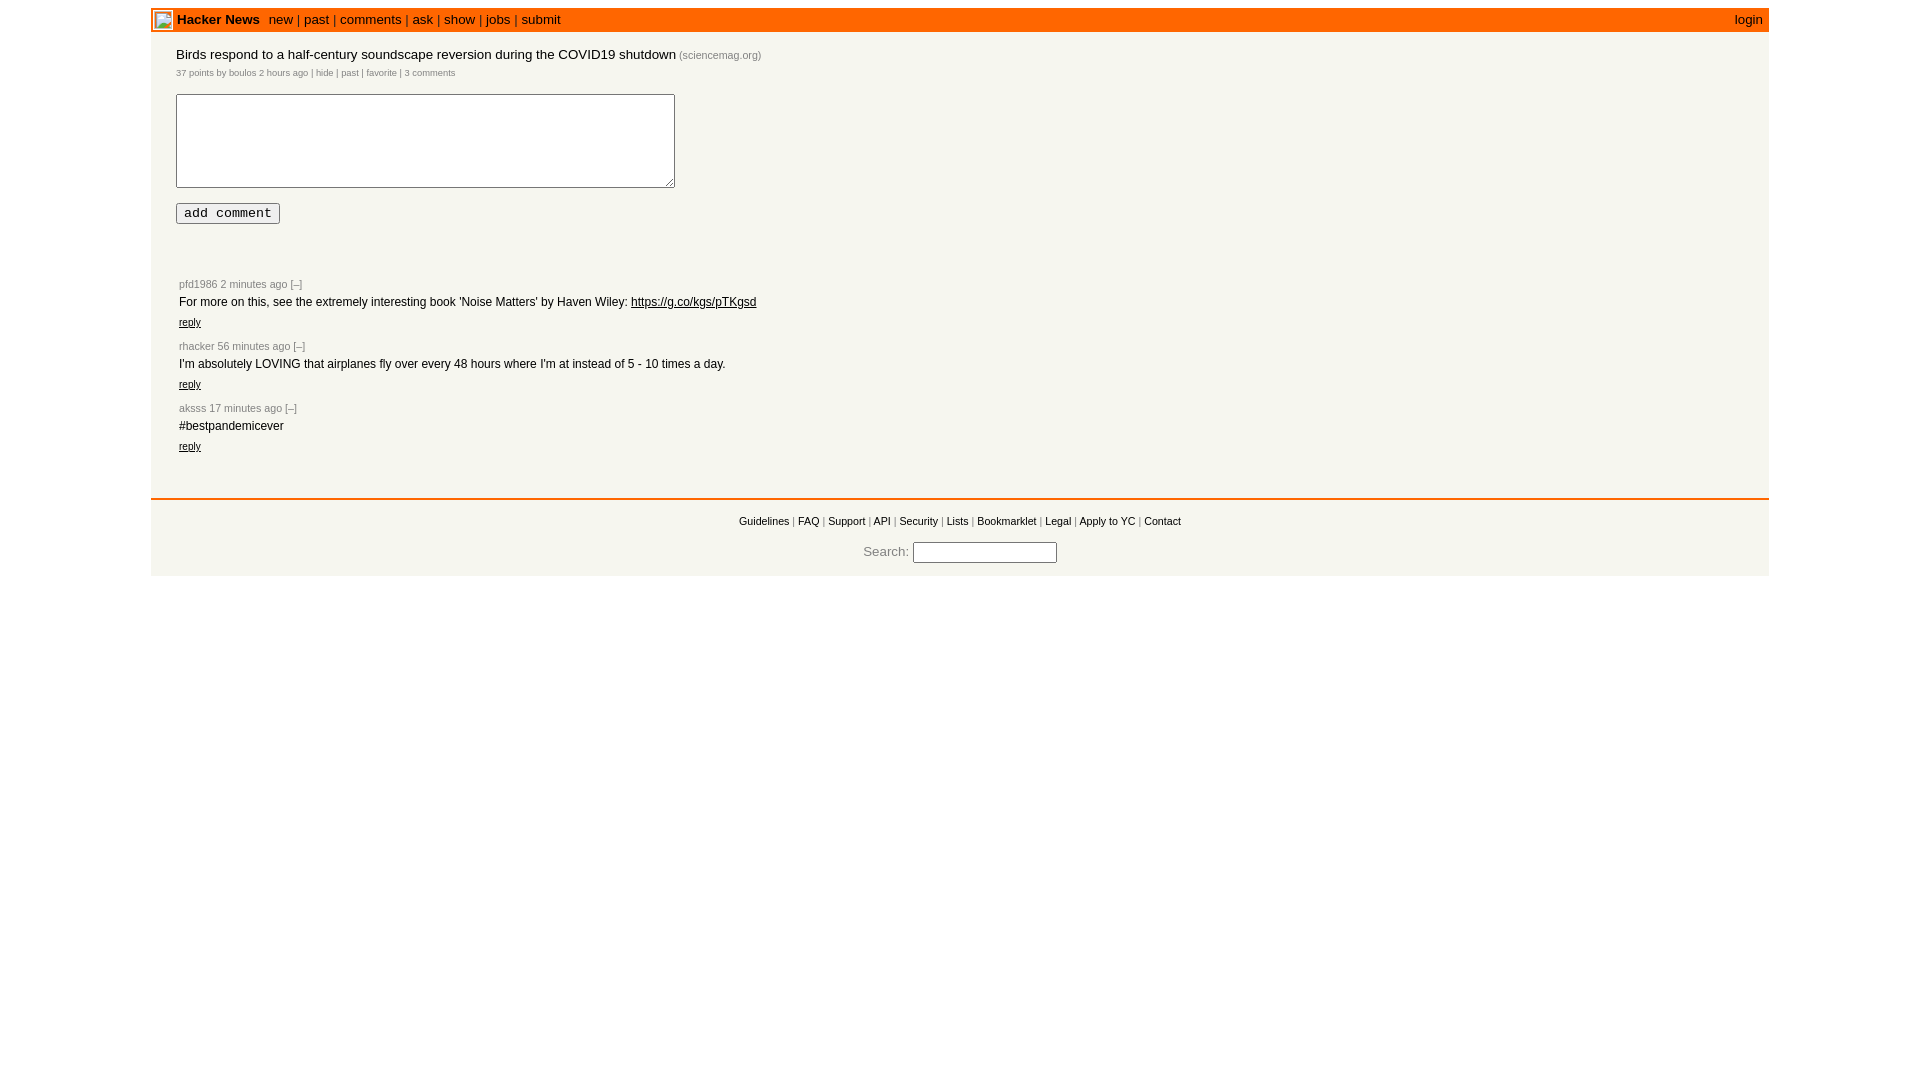 Hacker News new | past | comments | ask | show | jobs | submit login
Birds respond to a half-century soundscape reversion during the COVID19 shutdown (sciencemag.org)
37 points by boulos 2 hours ago | hide | past | favorite | 3 comments
add comment
pfd1986 2 minutes ago [–]
For more on this, see the extremely interesting book 'Noise Matters' by Haven Wiley: https://g.co/kgs/pTKgsd
reply
rhacker 56 minutes ago [–]
I'm absolutely LOVING that airplanes fly over every 48 hours where I'm at instead of 5 - 10 times a day.
reply
aksss 17 minutes ago [–]
#bestpandemicever
reply
Guidelines | FAQ | Support | API | Security | Lists | Bookmarklet | Legal | Apply to YC | Contact
Search: